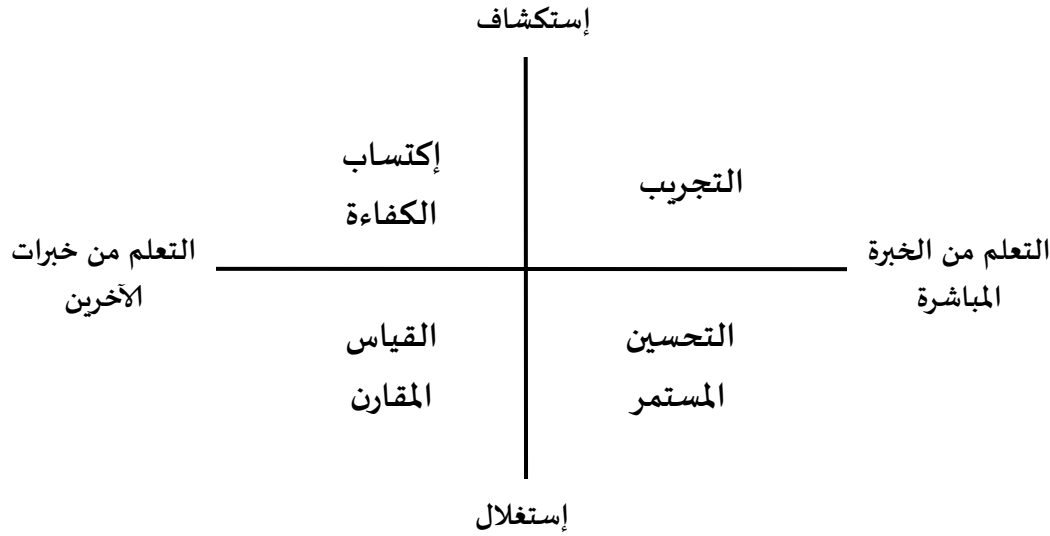 إستكشاف
التجريب
إكتساب
الكفاءة
التعلم من الخبرة
المباشرة
التعلم من خبرات
الآخرين
التحسين
المستمر
القياس
المقارن
إستغلال